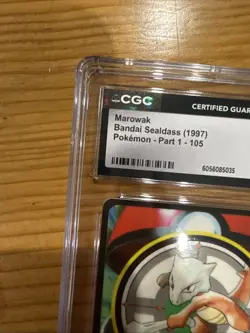 CGC
CERTIFIED GUAR
Marowak
Bandai Sealdass (1997)
Pokémon - Part 1 - 105
6056085035